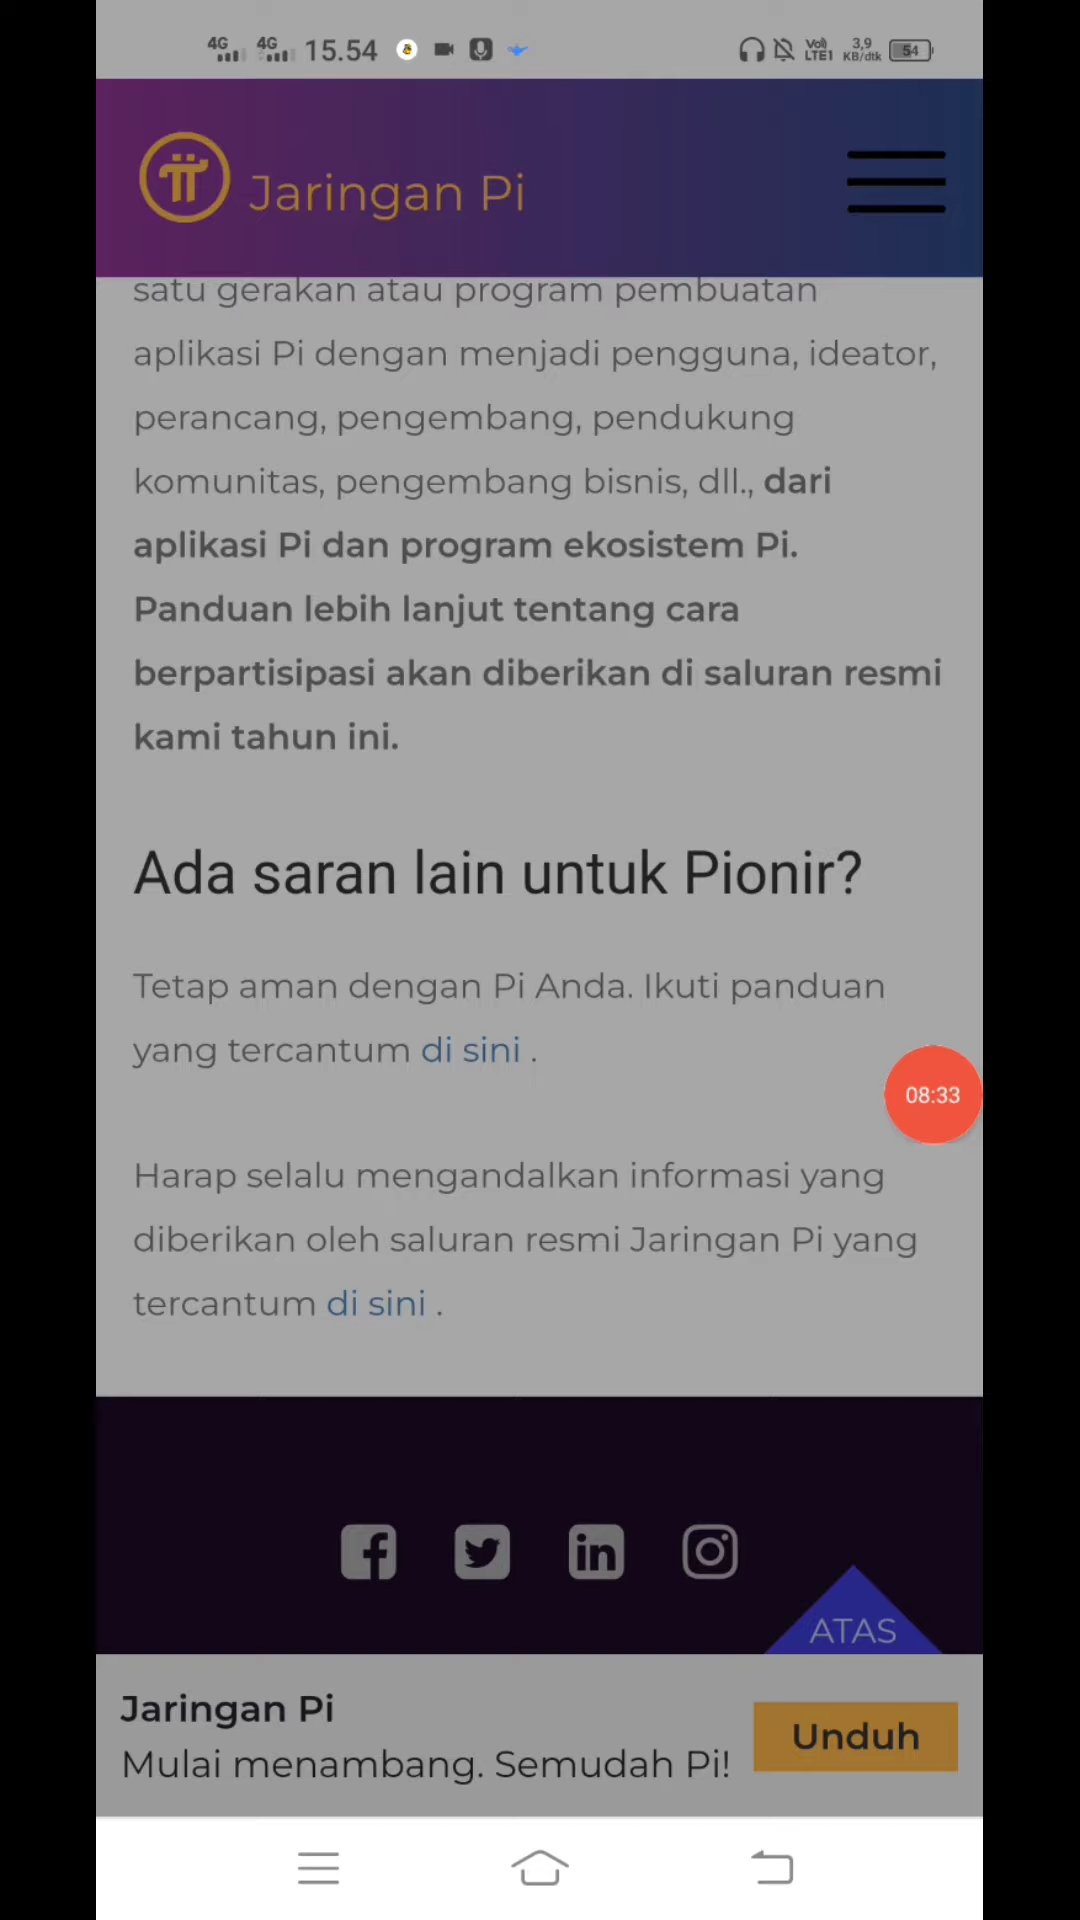 4G 4G 15.54 Vo) LTE1 3,9 KB/dtk 54
Jaringan Pi
satu gerakan atau program pembuatan
aplikasi Pi dengan menjadi pengguna, ideator,
perancang, pengembang, pendukung
komunitas, pengembang bisnis, dll., dari
aplikasi Pi dan program ekosistem Pi.
Panduan lebih lanjut tentang cara
berpartisipasi akan diberikan di saluran resmi
kami tahun ini.
Ada saran lain untuk Pionir?
Tetap aman dengan Pi Anda. Ikuti panduan
yang tercantum di sini .
08:33
Harap selalu mengandalkan informasi yang
diberikan oleh saluran resmi Jaringan Pi yang
tercantum di sini .
ATAS
Jaringan Pi
Mulai menambang. Semudah Pi!
Unduh